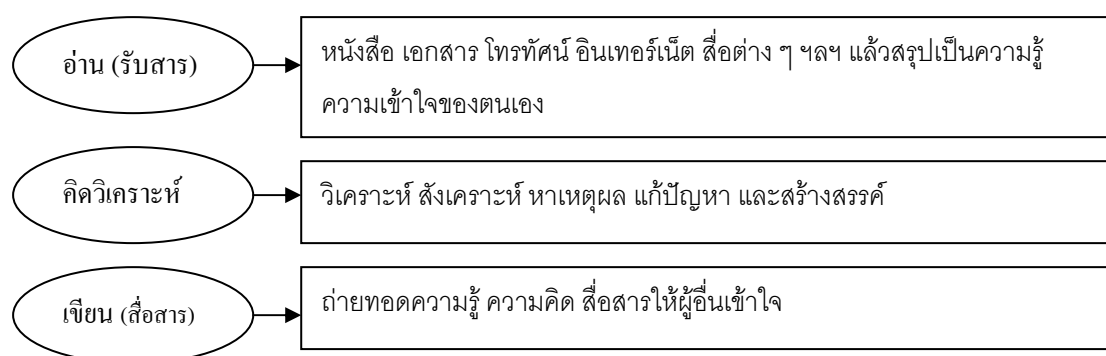 อ่าน (รับสาร)
หนังสือ เอกสาร โทรทัศน์ อินเทอร์เน็ต สื่อต่าง ๆ ฯลฯ แล้วสรุปเป็นความรู้
ความเข้าใจของตนเอง
คิดวิเคราะห์
วิเคราะห์ สังเคราะห์ หาเหตุผล แก้ปัญหา และสร้างสรรค์
เขียน (สื่อสาร)
ถ่ายทอดความรู้ ความคิด สื่อสารให้ผู้อื่นเข้าใจ